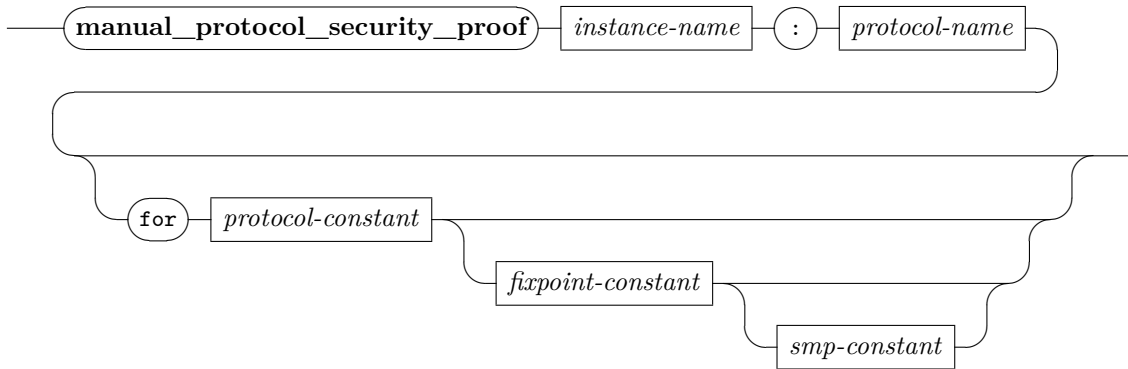 manual_protocol_security_proof instance-name : protocol-name
for protocol-constant
fixpoint-constant
smp-constant